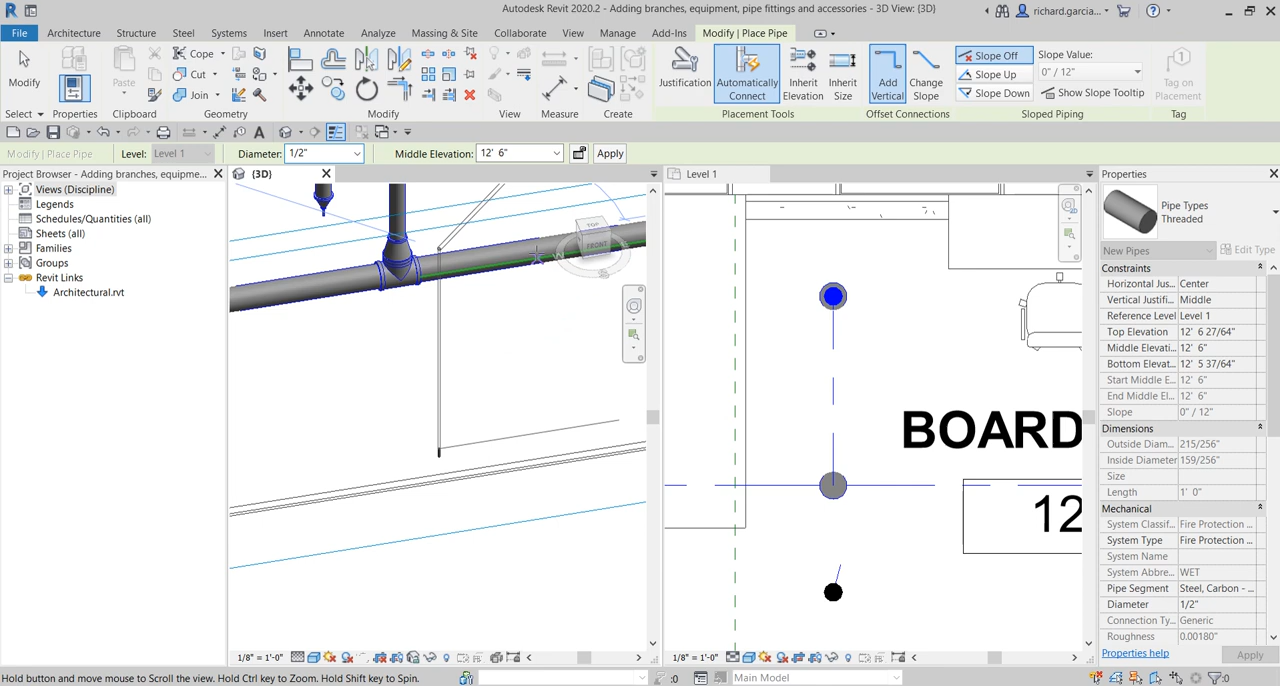 Autodesk Revit 2020.2 - Adding branches, equipment, pipe fittings and accessories - 3D View: {3D}
richard.garcia...
File Architecture Structure Steel Systems Insert Annotate Analyze Massing & Site Collaborate View Manage Add-Ins Modify | Place Pipe
Modify Paste Cope Cut Join Justification Automatically Connect Inherit Elevation Inherit Size Add Vertical Change Slope
Slope Off Slope Value:
Slope Up 0" / 12"
Slope Down Show Slope Tooltip
Tag on Placement
Select Properties Clipboard Geometry Modify View Measure Create Placement Tools Offset Connections Sloped Piping Tag
Modify | Place Pipe Level: Level 1 Diameter: 1/2" Middle Elevation: 12' 6" Apply
Project Browser - Adding branches, equipme...
Views (Discipline)
Legends
Schedules/Quantities (all)
Sheets (all)
Families
Groups
Revit Links
Architectural.rvt
{3D}
TOP
FRONT
W
S
1/8" = 1'-0"
Level 1
BOARD
12
1/8" = 1'-0"
Properties
Pipe Types
Threaded
New Pipes Edit Type
Constraints
Horizontal Jus... Center
Vertical Justifi... Middle
Reference Level Level 1
Top Elevation 12' 6 27/64"
Middle Elevati... 12' 6"
Bottom Elevat... 12' 5 37/64"
Start Middle E... 12' 6"
End Middle El... 12' 6"
Slope 0" / 12"
Dimensions
Outside Diam... 215/256"
Inside Diameter 159/256"
Size
Length 1' 0"
Mechanical
System Classif... Fire Protection ...
System Type Fire Protection ...
System Name
System Abbre... WET
Pipe Segment Steel, Carbon - ...
Diameter 1/2"
Connection Ty... Generic
Roughness 0.00180"
Properties help Apply
Hold button and move mouse to Scroll the view. Hold Ctrl key to Zoom. Hold Shift key to Spin. :0 Main Model :0